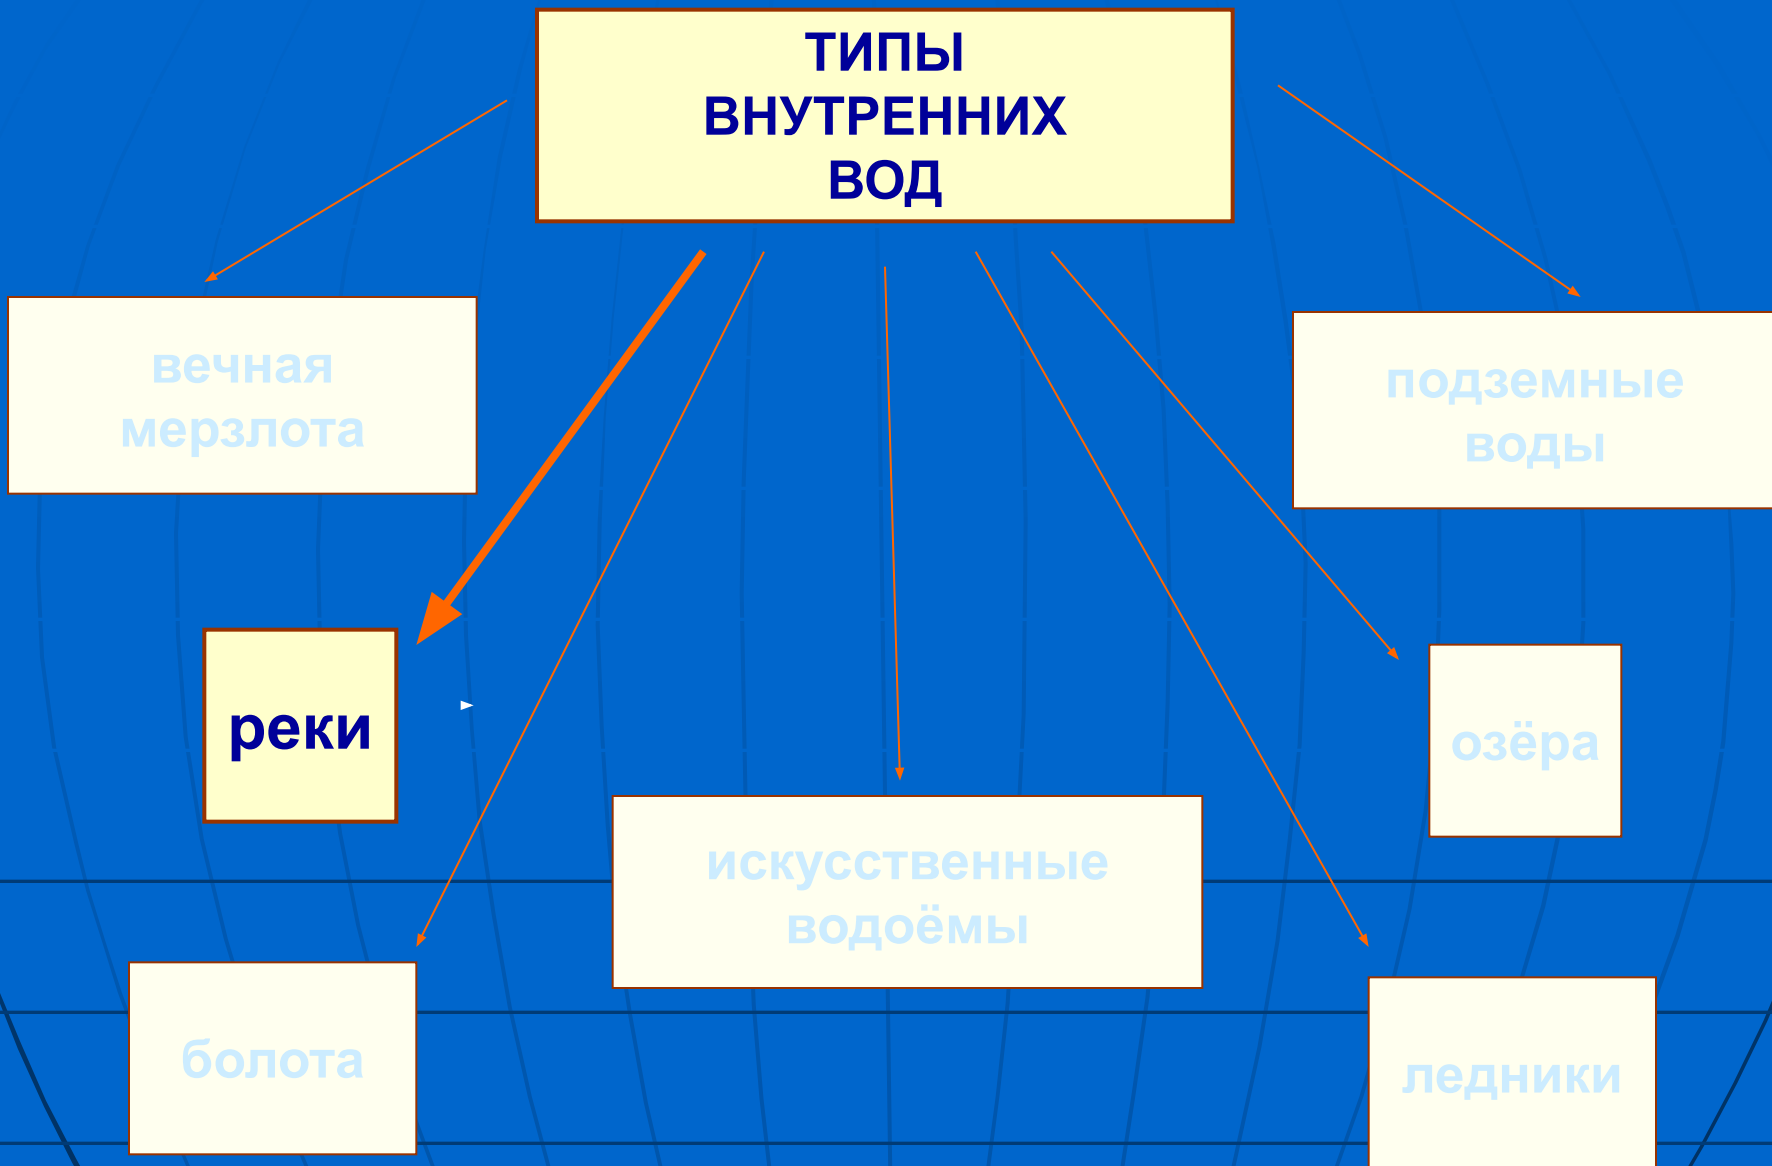 ТИПЫ
ВНУТРЕННИХ
ВОД
вечная
мерзлота
подземные
воды
реки
озёра
искусственные
водоёмы
болота
ледники